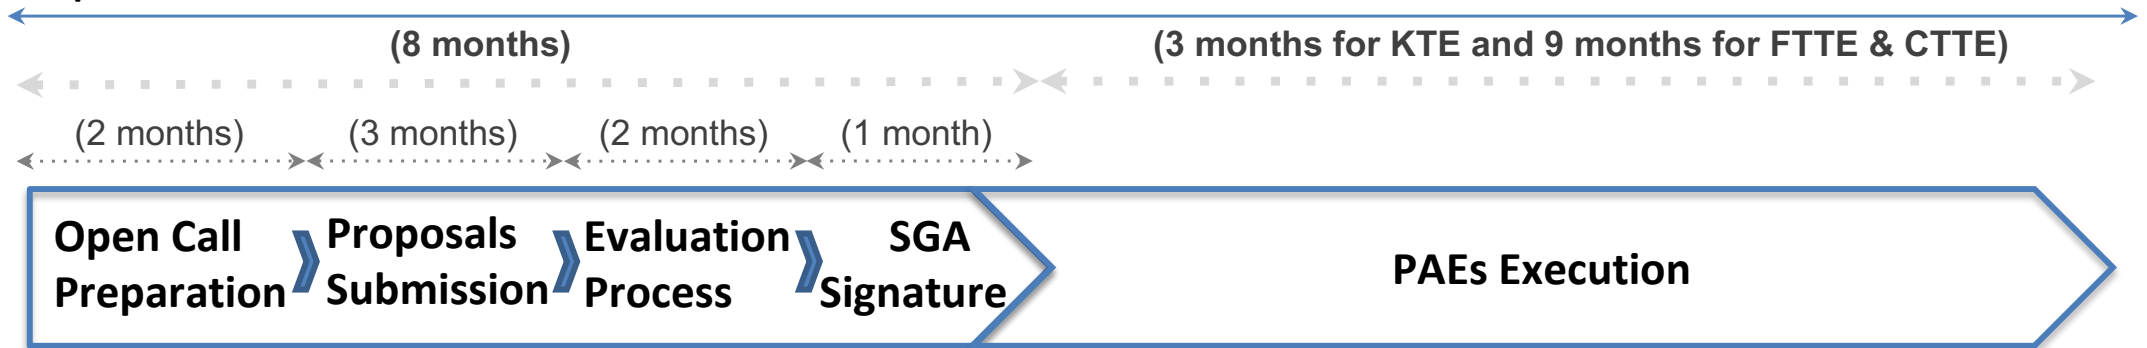 (8 months)
(3 months for KTE and 9 months for FTTE & CTTE)
(2 months)
(3 months)
(2 months)
(1 month)
Open Call
Preparation
Proposals
Submission
Evaluation
Process
SGA
Signature
PAEs Execution